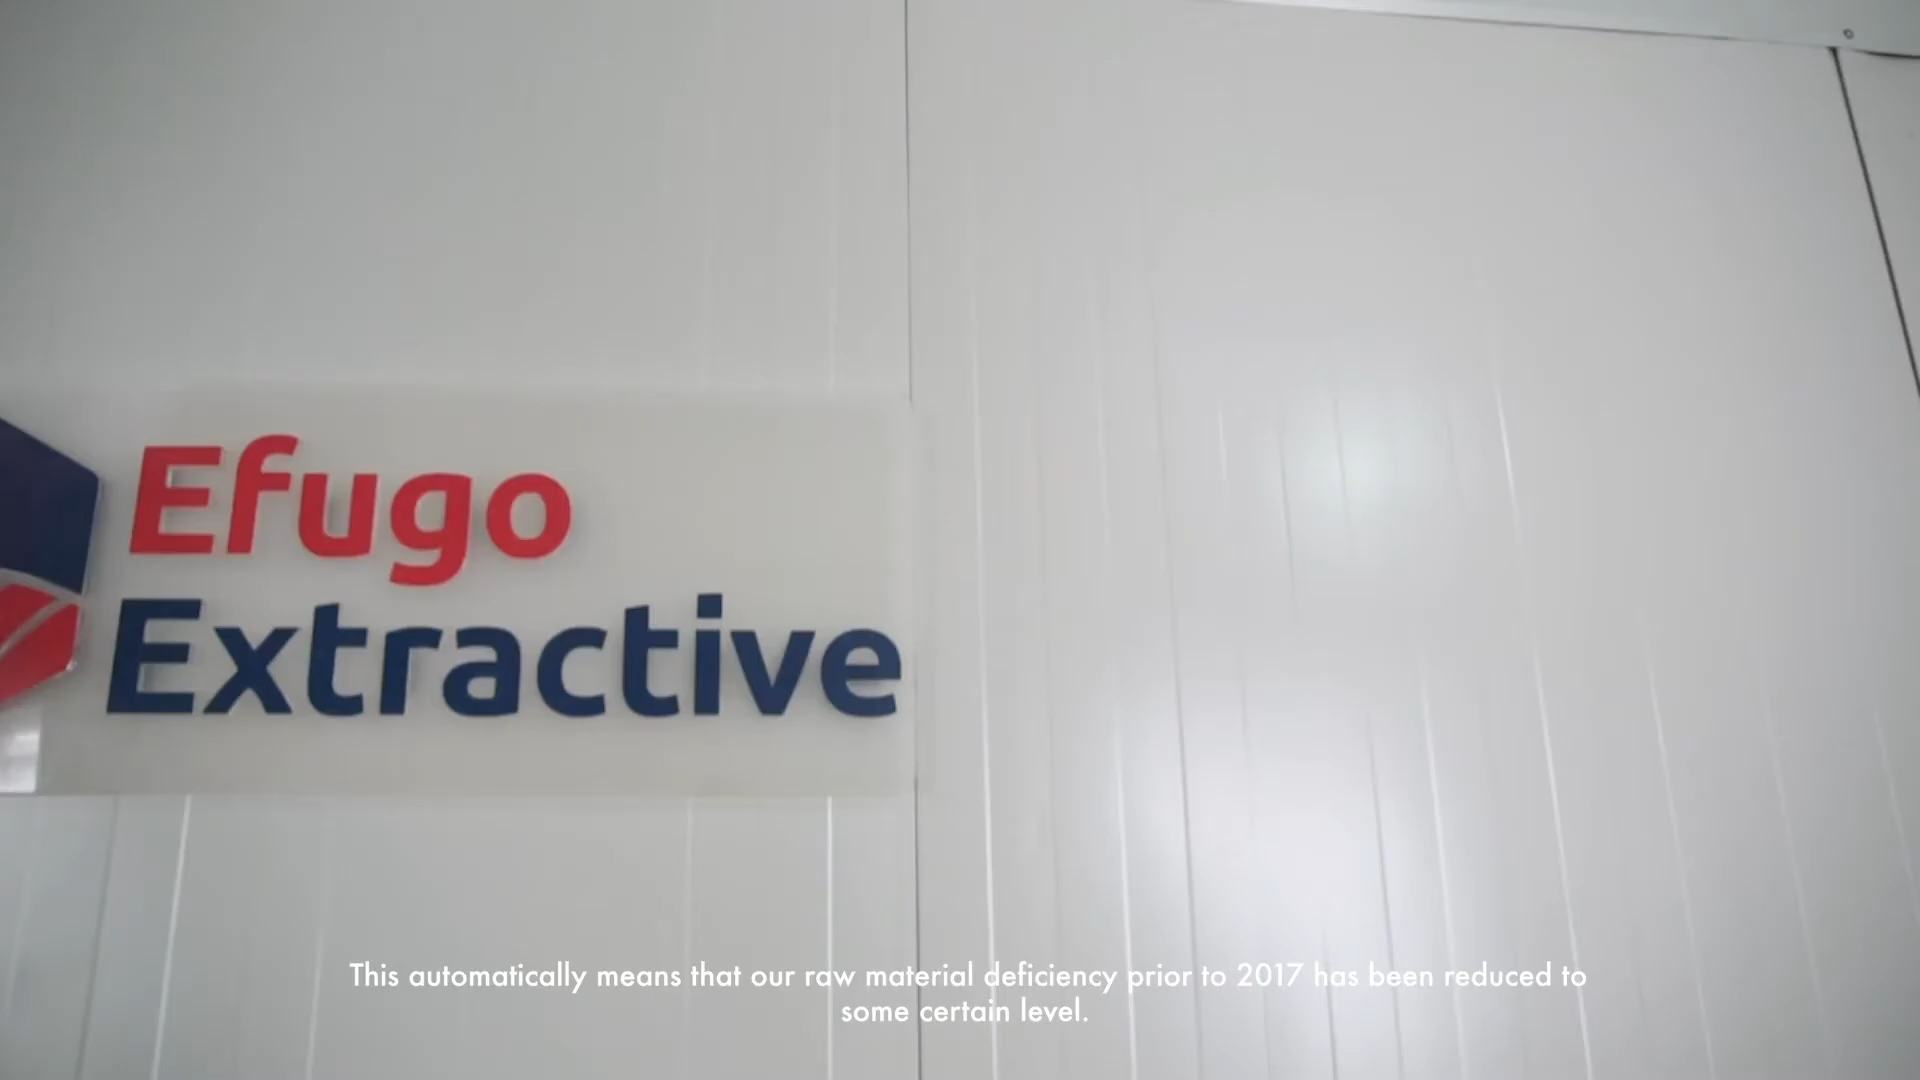 Efugo
Extractive
This automatically means that our raw material deficiency prior to 2017 has been reduced to
some certain level.